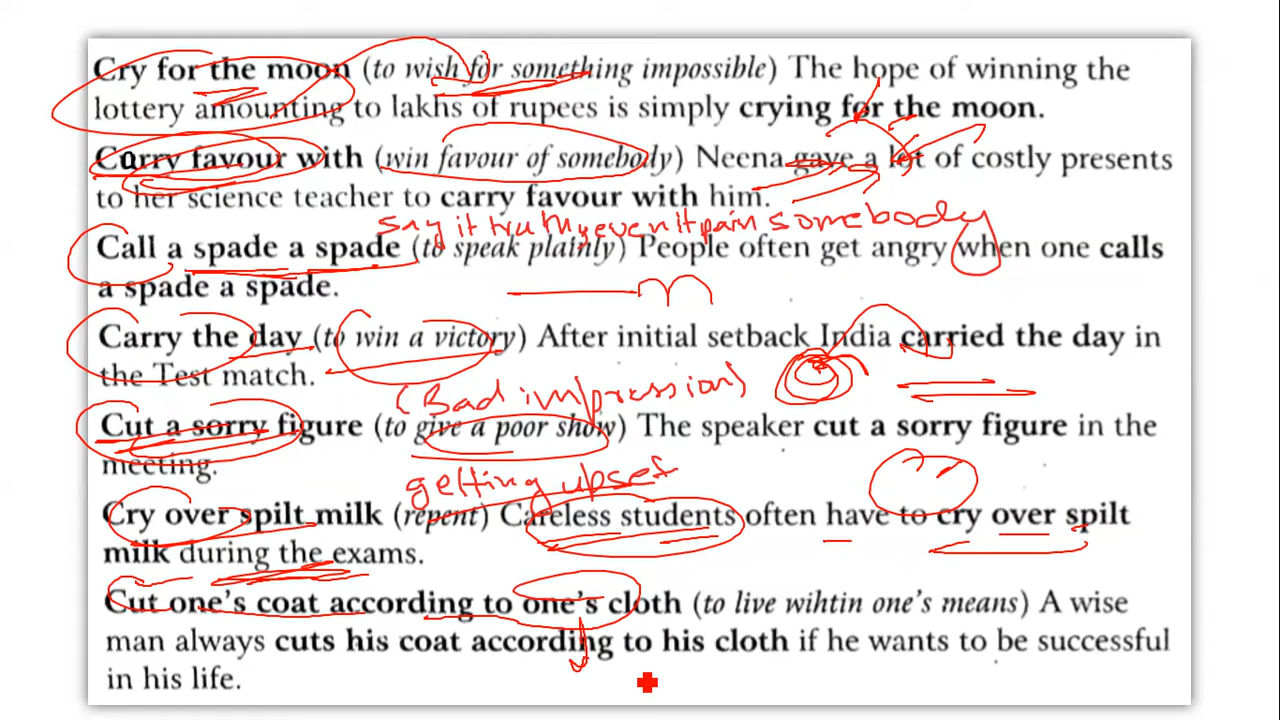 Cry for the moon (to wish for something impossible) The hope of winning the
lottery amounting to lakhs of rupees is simply crying for the moon.
Carry favour with (win favour of somebody) Neena gave a lot of costly presents
to her science teacher to carry favour with him.
say it truthly even it pain somebody
Call a spade a spade (to speak plainly) People often get angry when one calls
a spade a spade.
Carry the day (to win a victory) After initial setback India carried the day in
the Test match.
(Bad impression)
Cut a sorry figure (to give a poor show) The speaker cut a sorry figure in the
meeting.
getting upset
Cry over spilt milk (repent) Careless students often have to cry over spilt
milk during the exams.
Cut one's coat according to one's cloth (to live wihtin one's means) A wise
man always cuts his coat according to his cloth if he wants to be successful
in his life.